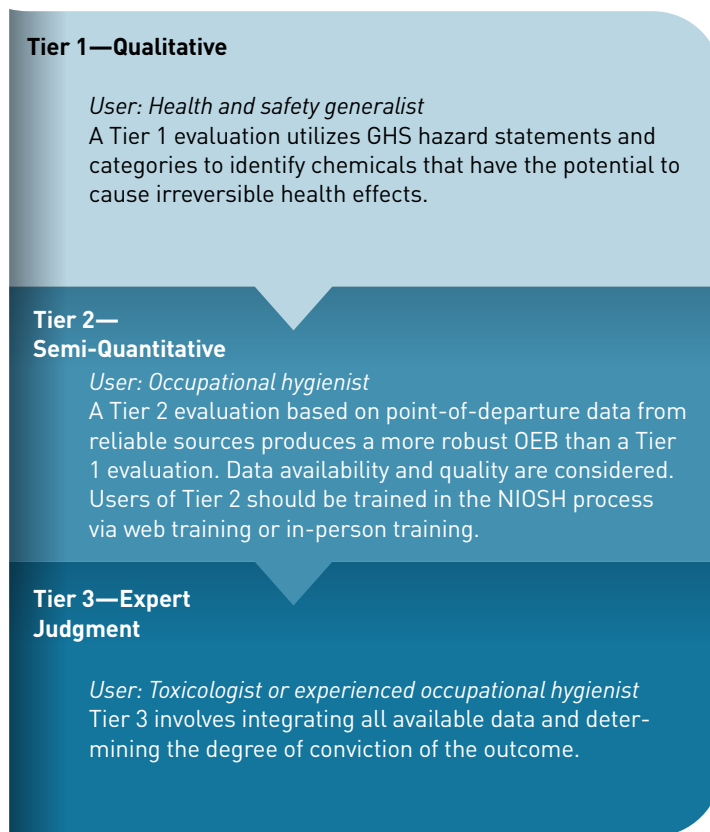 Tier 1—Qualitative
User: Health and safety generalist
A Tier 1 evaluation utilizes GHS hazard statements and
categories to identify chemicals that have the potential to
cause irreversible health effects.
Tier 2—
Semi-Quantitative
User: Occupational hygienist
A Tier 2 evaluation based on point-of-departure data from
reliable sources produces a more robust OEB than a Tier
1 evaluation. Data availability and quality are considered.
Users of Tier 2 should be trained in the NIOSH process
via web training or in-person training.
Tier 3—Expert
Judgment
User: Toxicologist or experienced occupational hygienist
Tier 3 involves integrating all available data and deter-
mining the degree of conviction of the outcome.